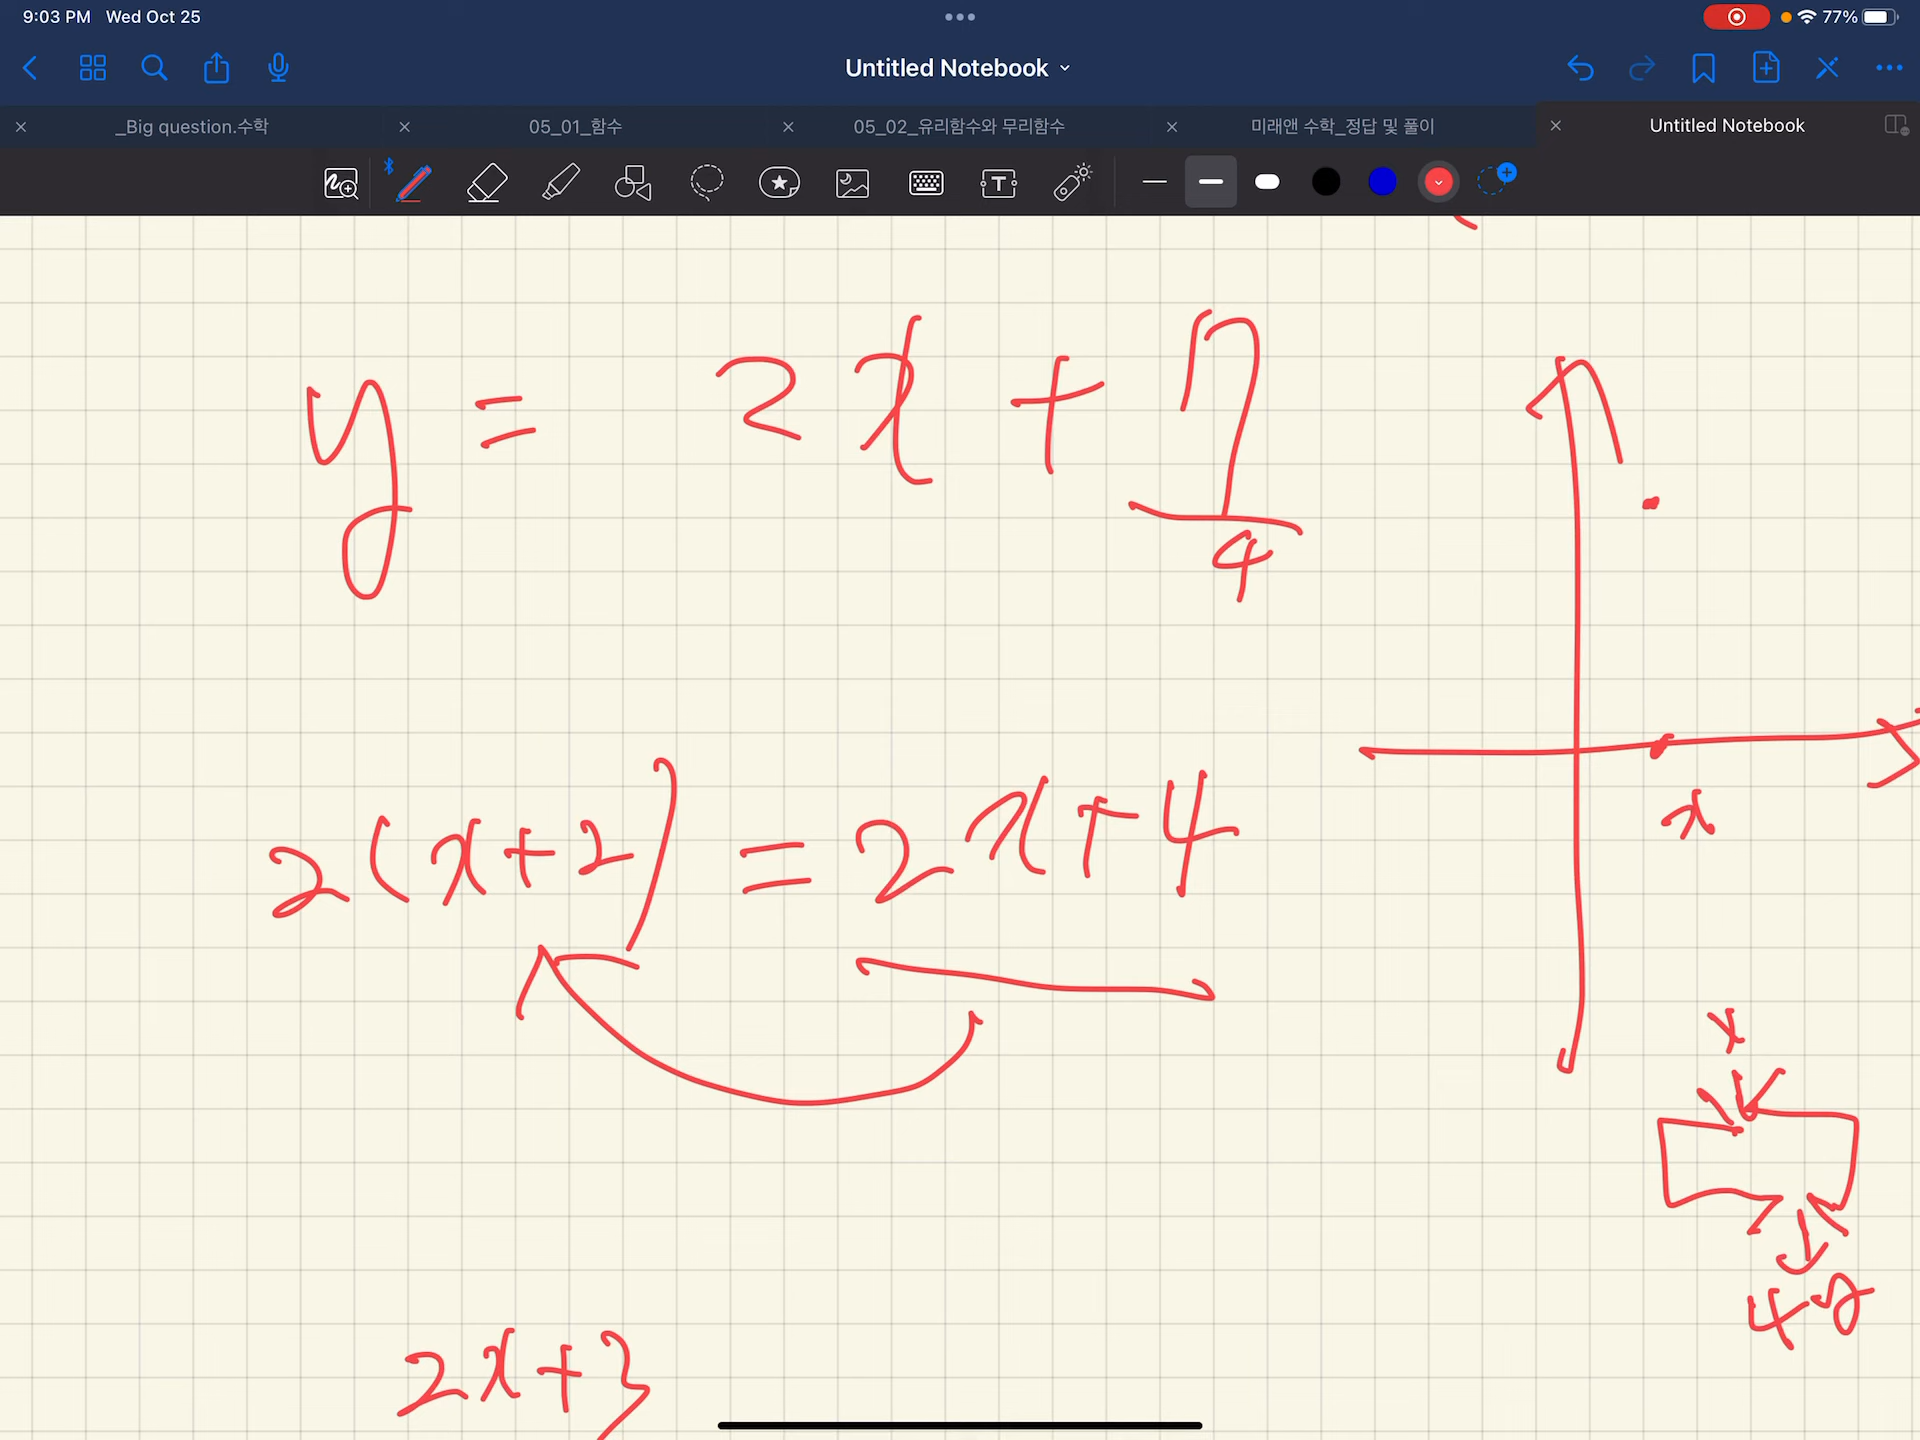 9:03 PM Wed Oct 25
77%
Untitled Notebook
_Big question.수학
05_01_함수
05_02_유리함수와 무리함수
미래앤 수학_정답 및 풀이
Untitled Notebook
T
y = 2x + 7
4
2(x+2) = 2x+4
x
x
4y
2x+3